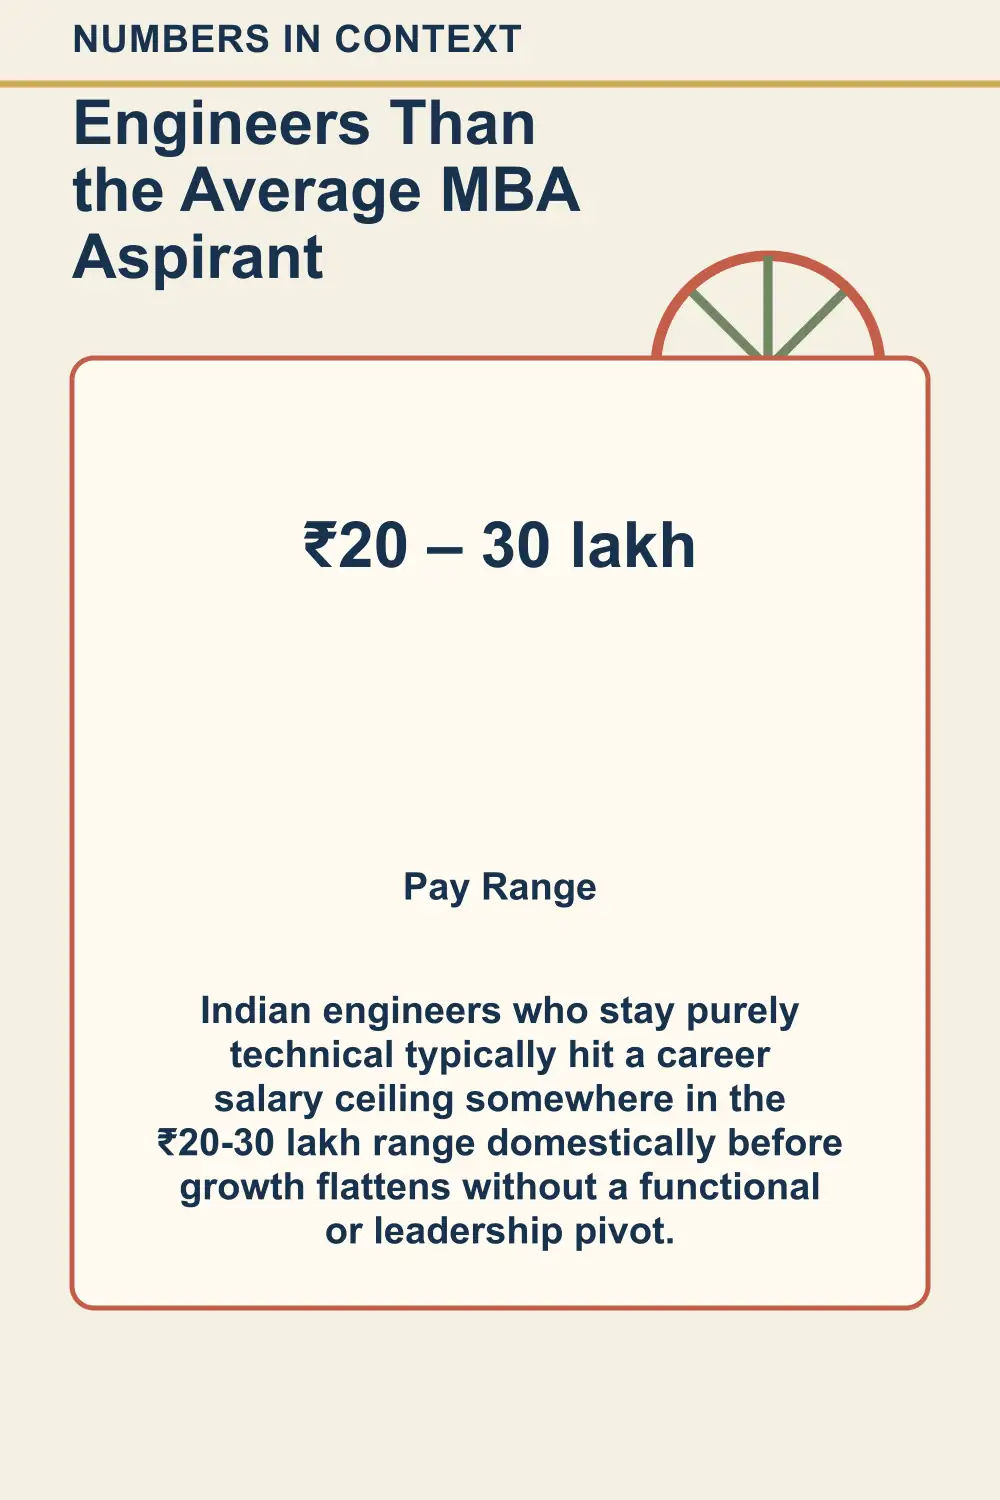 NUMBERS IN CONTEXT
Engineers Than
the Average MBA
Aspirant
₹20 – 30 lakh
Pay Range
Indian engineers who stay purely
technical typically hit a career
salary ceiling somewhere in the
₹20-30 lakh range domestically before
growth flattens without a functional
or leadership pivot.